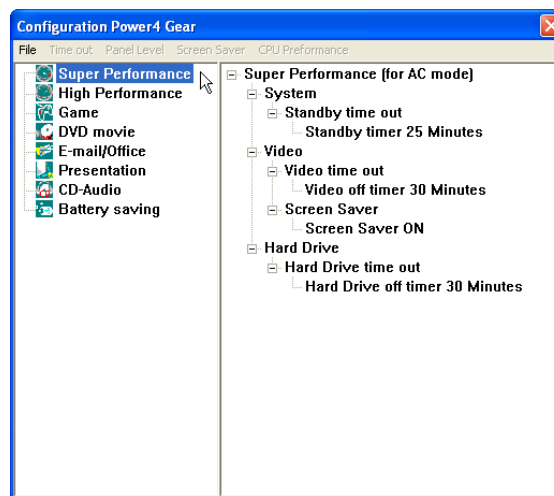 Configuration Power4 Gear
File Time out Panel Level Screen Saver CPU Preformance
Super Performance
High Performance
Game
DVD movie
E-mail/Office
Presentation
CD-Audio
Battery saving
Super Performance (for AC mode)
System
Standby time out
Standby timer 25 Minutes
Video
Video time out
Video off timer 30 Minutes
Screen Saver
Screen Saver ON
Hard Drive
Hard Drive time out
Hard Drive off timer 30 Minutes